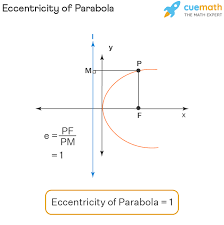 Eccentricity of Parabola
cuemath
THE MATH EXPERT
l
y
M
P
F
x
e = PF
PM
= 1
Eccentricity of Parabola = 1